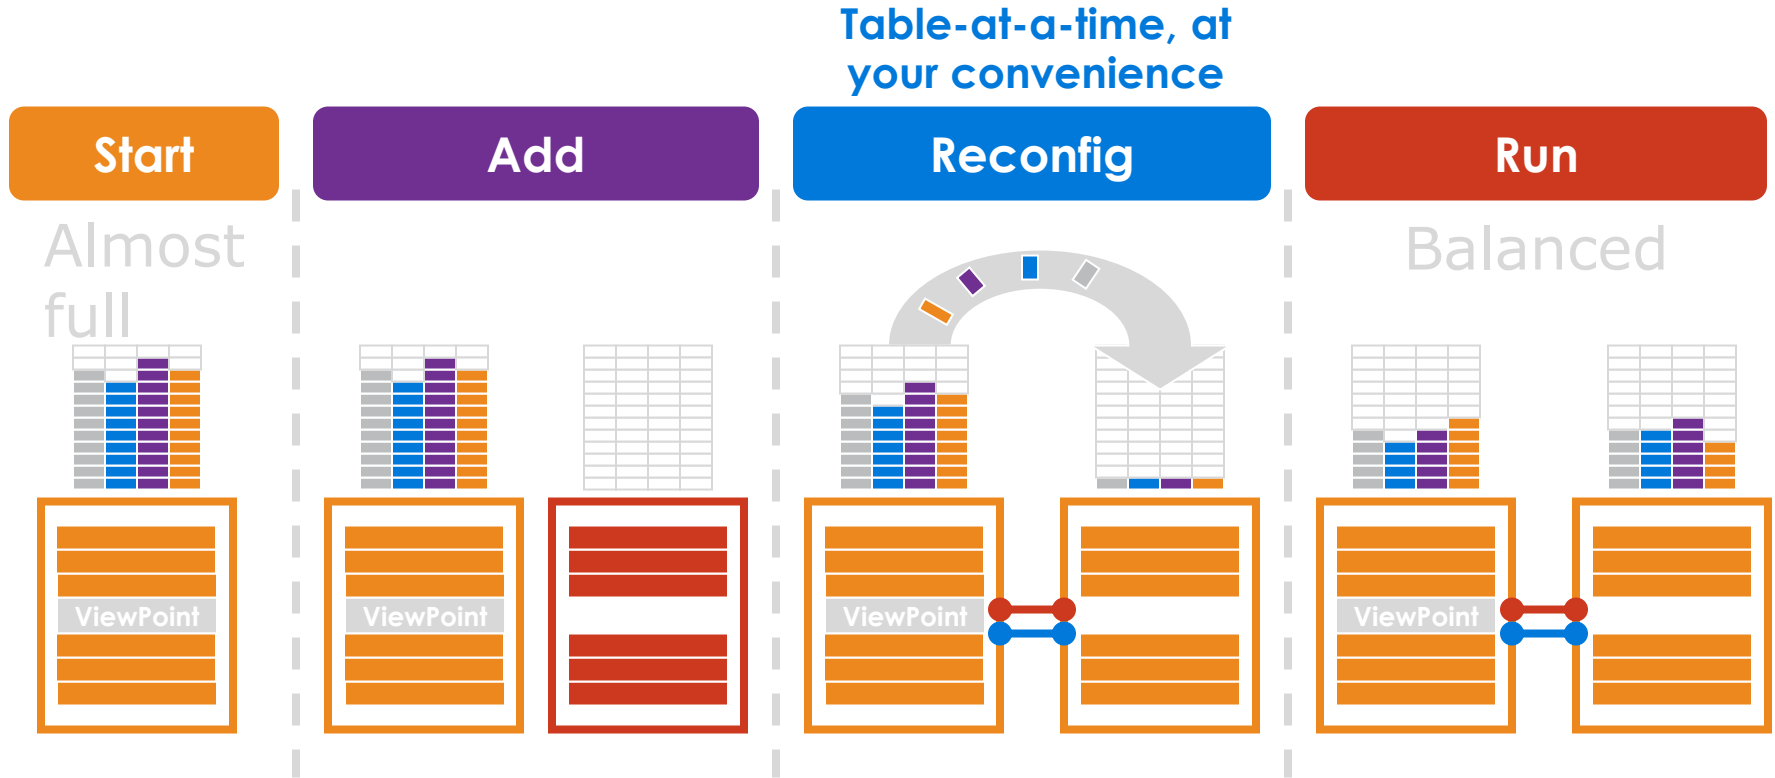 Table-at-a-time, at
your convenience
Start
Add
Reconfig
Run
Almost
full
Balanced
ViewPoint
ViewPoint
ViewPoint
ViewPoint